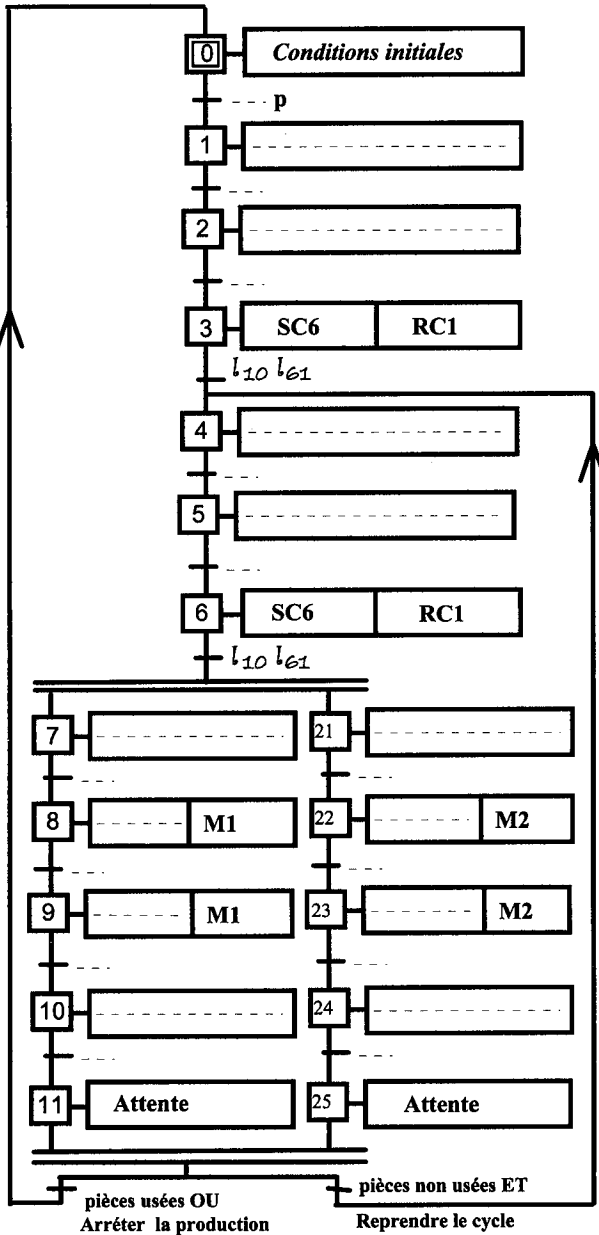 0 Conditions initiales
p
1
2
3 SC6 RC1
l10 l61
4
5
6 SC6 RC1
l10 l61
7 21
8 M1 22 M2
9 M1 23 M2
10 24
11 Attente 25 Attente
pièces usées OU
Arréter la production
pièces non usées ET
Reprendre le cycle